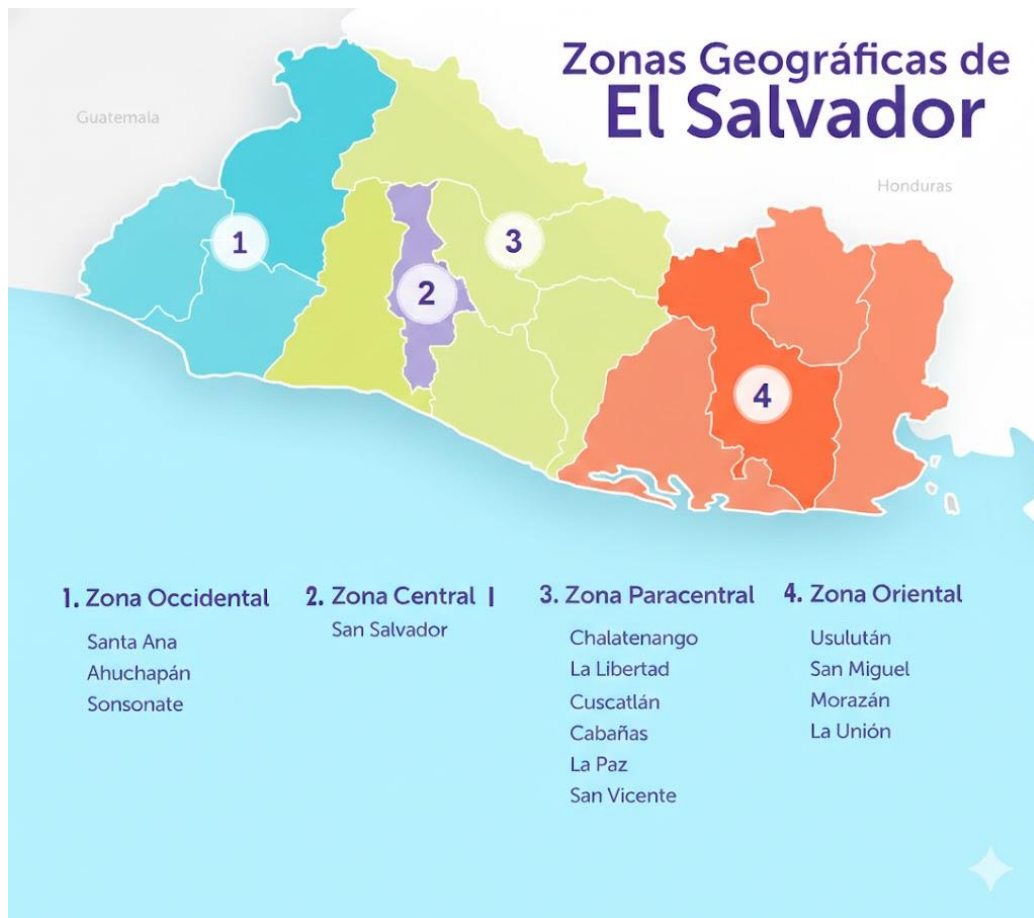 Zonas Geográficas de
El Salvador
Guatemala
Honduras
1
2
3
4
1. Zona Occidental
Santa Ana
Ahuchapán
Sonsonate
2. Zona Central |
San Salvador
3. Zona Paracentral
Chalatenango
La Libertad
Cuscatlán
Cabañas
La Paz
San Vicente
4. Zona Oriental
Usulután
San Miguel
Morazán
La Unión